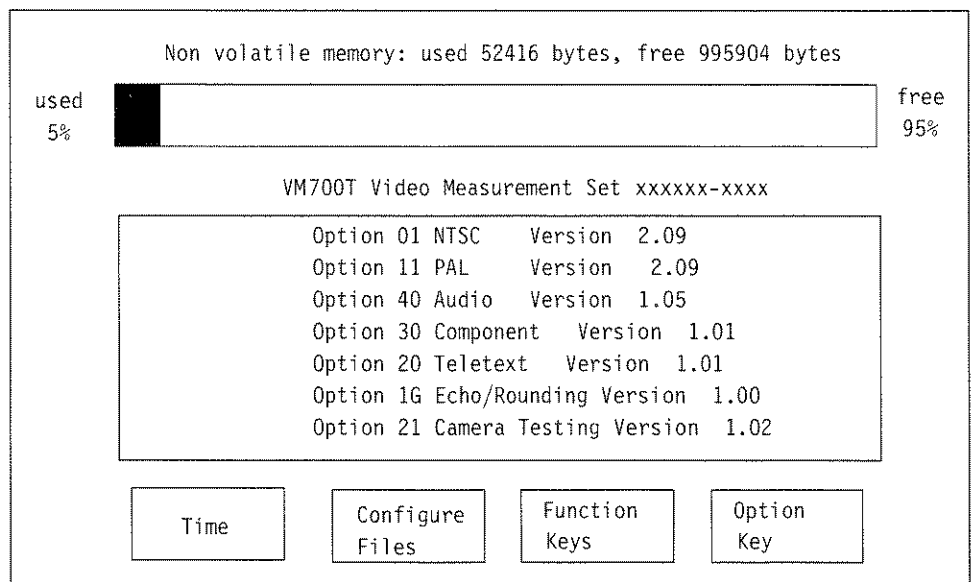 Non volatile memory: used 52416 bytes, free 995904 bytes
used
5%
free
95%
VM700T Video Measurement Set xxxxxx-xxxx
Option 01 NTSC Version 2.09
Option 11 PAL Version 2.09
Option 40 Audio Version 1.05
Option 30 Component Version 1.01
Option 20 Teletext Version 1.01
Option 1G Echo/Rounding Version 1.00
Option 21 Camera Testing Version 1.02
Time
Configure
Files
Function
Keys
Option
Key